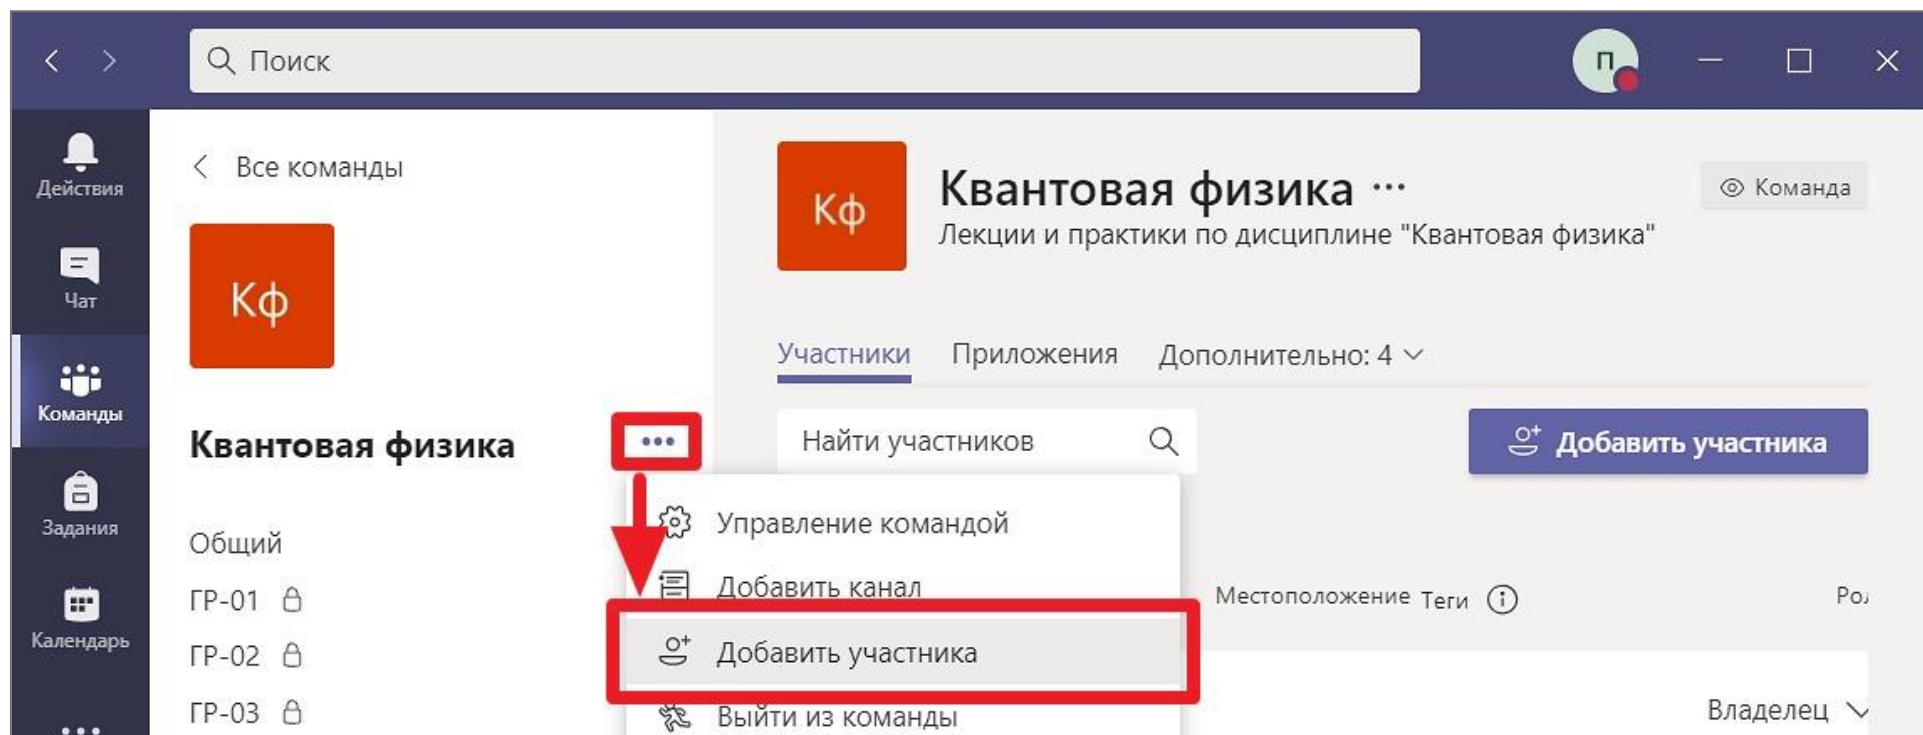 Поиск
П
Действия
Чат
Команды
Задания
Календарь
Все команды
Кф
Квантовая физика
Общий
ГР-01
ГР-02
ГР-03
Кф
Квантовая физика
Команда
Лекции и практики по дисциплине "Квантовая физика"
Участники Приложения Дополнительно: 4
Найти участников
Добавить участника
Управление командой
Добавить канал
Добавить участника
Выйти из команды
Местоположение Теги
Владелец